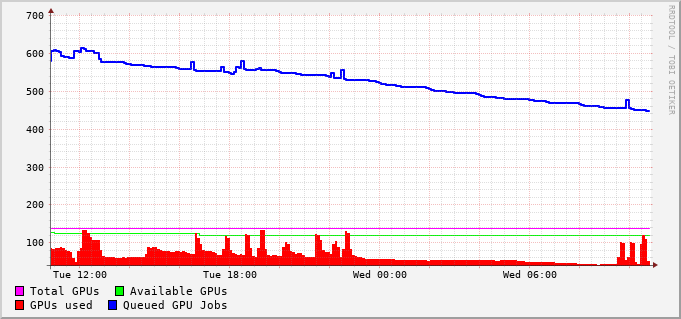 700
600
500
400
300
200
100
Tue 12:00 Tue 18:00 Wed 00:00 Wed 06:00
Total GPUs Available GPUs
GPUs used Queued GPU Jobs
RRDTOOL / TOBI OETIKER